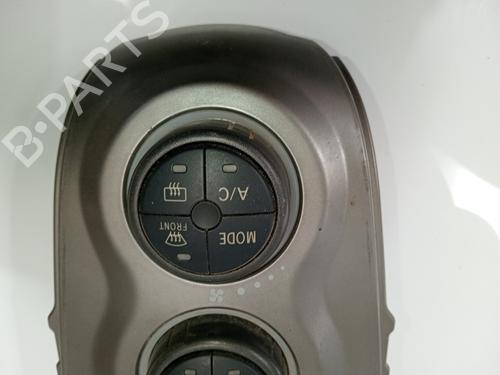 B-PARTS
MODE
FRONT
A/C